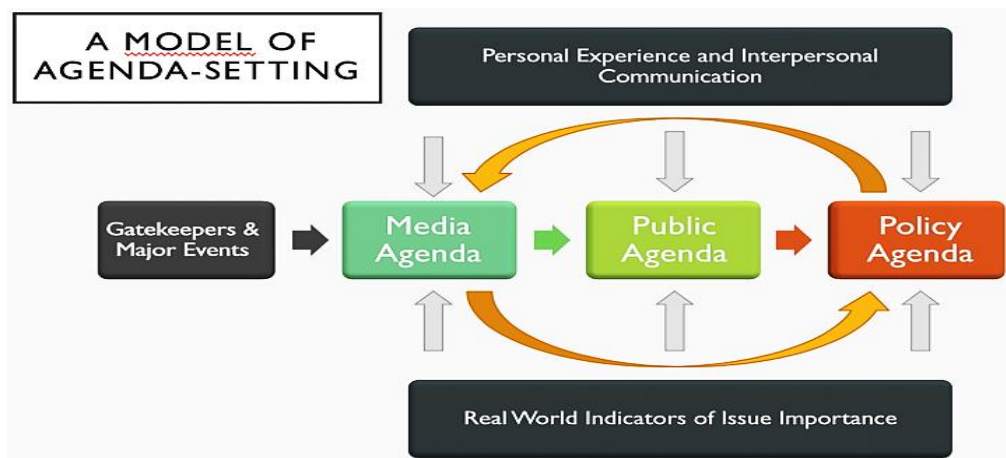 A MODEL OF
AGENDA-SETTING
Personal Experience and Interpersonal
Communication
Gatekeepers &
Major Events
Media
Agenda
Public
Agenda
Policy
Agenda
Real World Indicators of Issue Importance